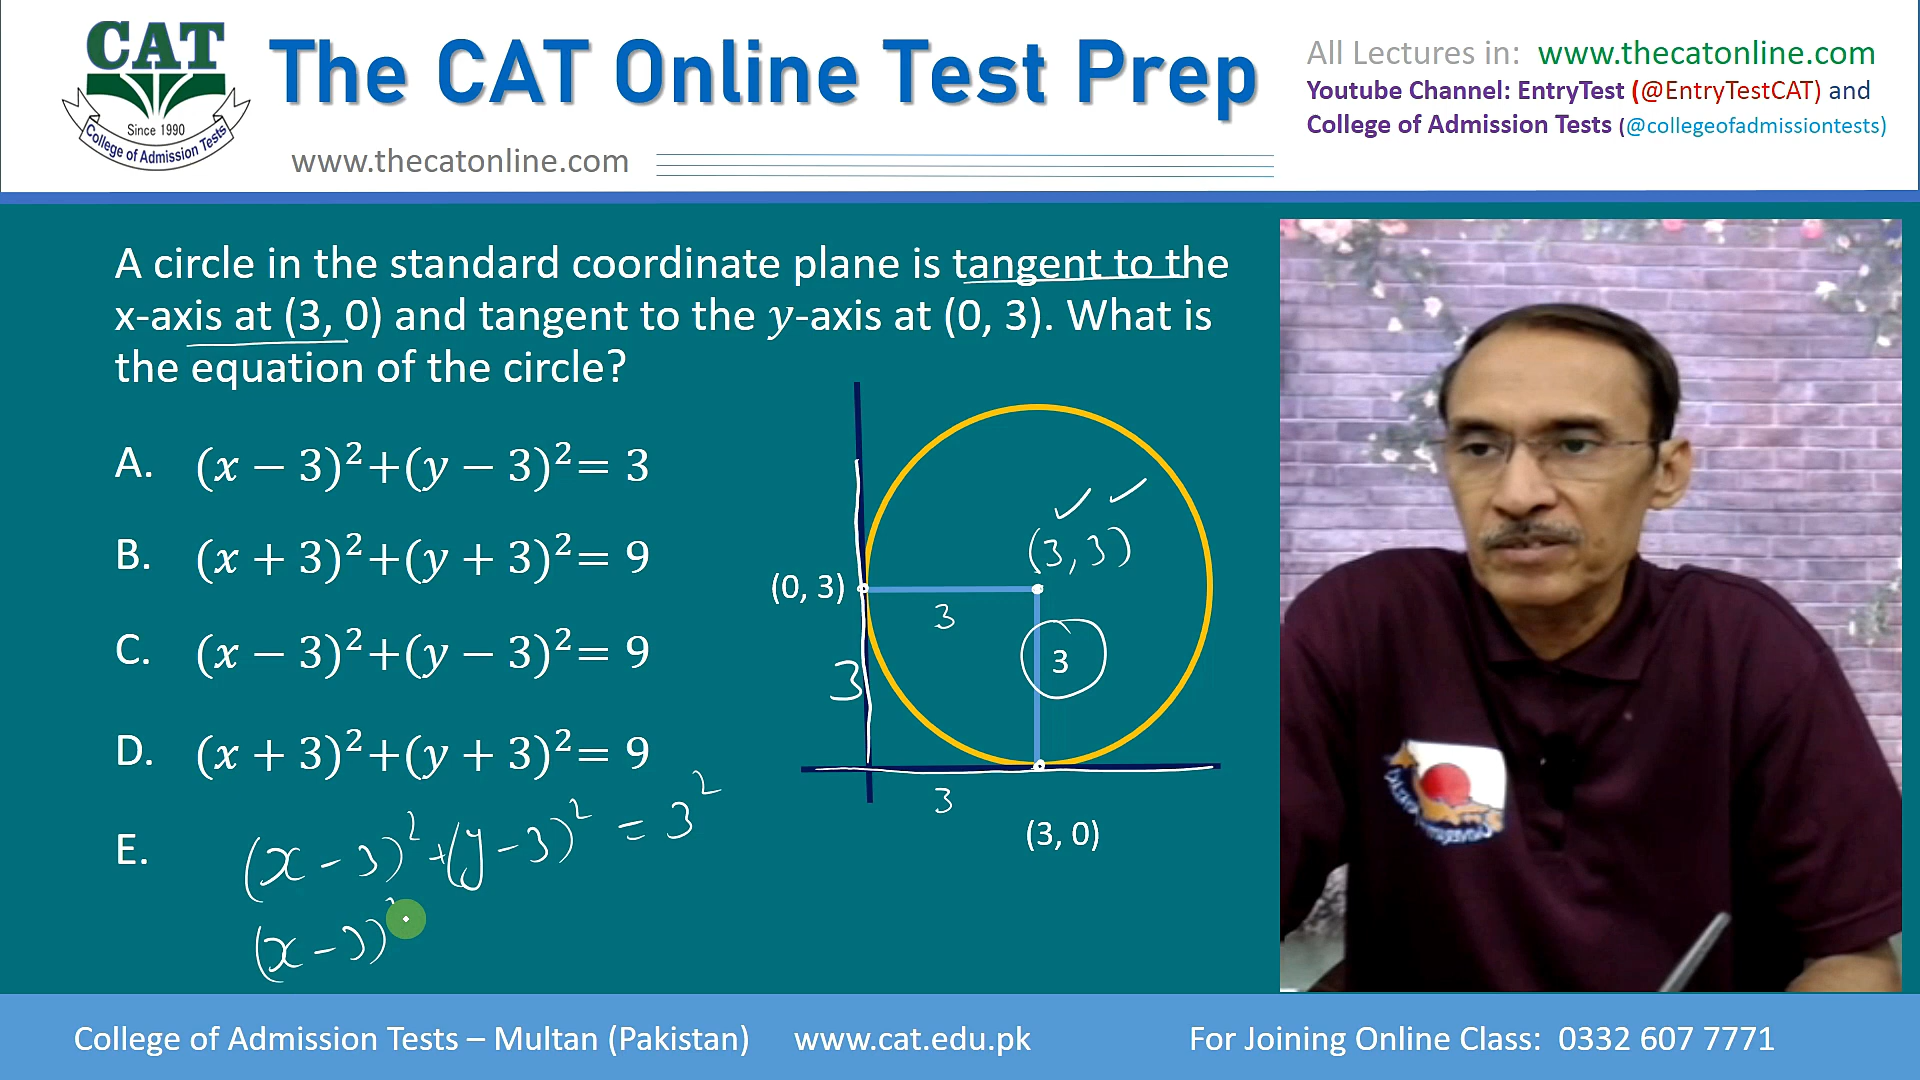 CAT
Since 1990
College of Admission Tests
The CAT Online Test Prep
www.thecatonline.com
All Lectures in: www.thecatonline.com
Youtube Channel: EntryTest (@EntryTestCAT) and
College of Admission Tests (@collegeofadmissiontests)
A circle in the standard coordinate plane is tangent to the
x-axis at (3, 0) and tangent to the y-axis at (0, 3). What is
the equation of the circle?
A. (x − 3)²+(y − 3)²= 3
B. (x + 3)²+(y + 3)²= 9
C. (x − 3)²+(y − 3)²= 9
D. (x + 3)²+(y + 3)²= 9
E. (x − 3)² + (y − 3)² = 3²
(x − 3)
(3, 3)
(0, 3)
3
3
3
3
(3, 0)
College of Admission Tests – Multan (Pakistan) www.cat.edu.pk For Joining Online Class: 0332 607 7771